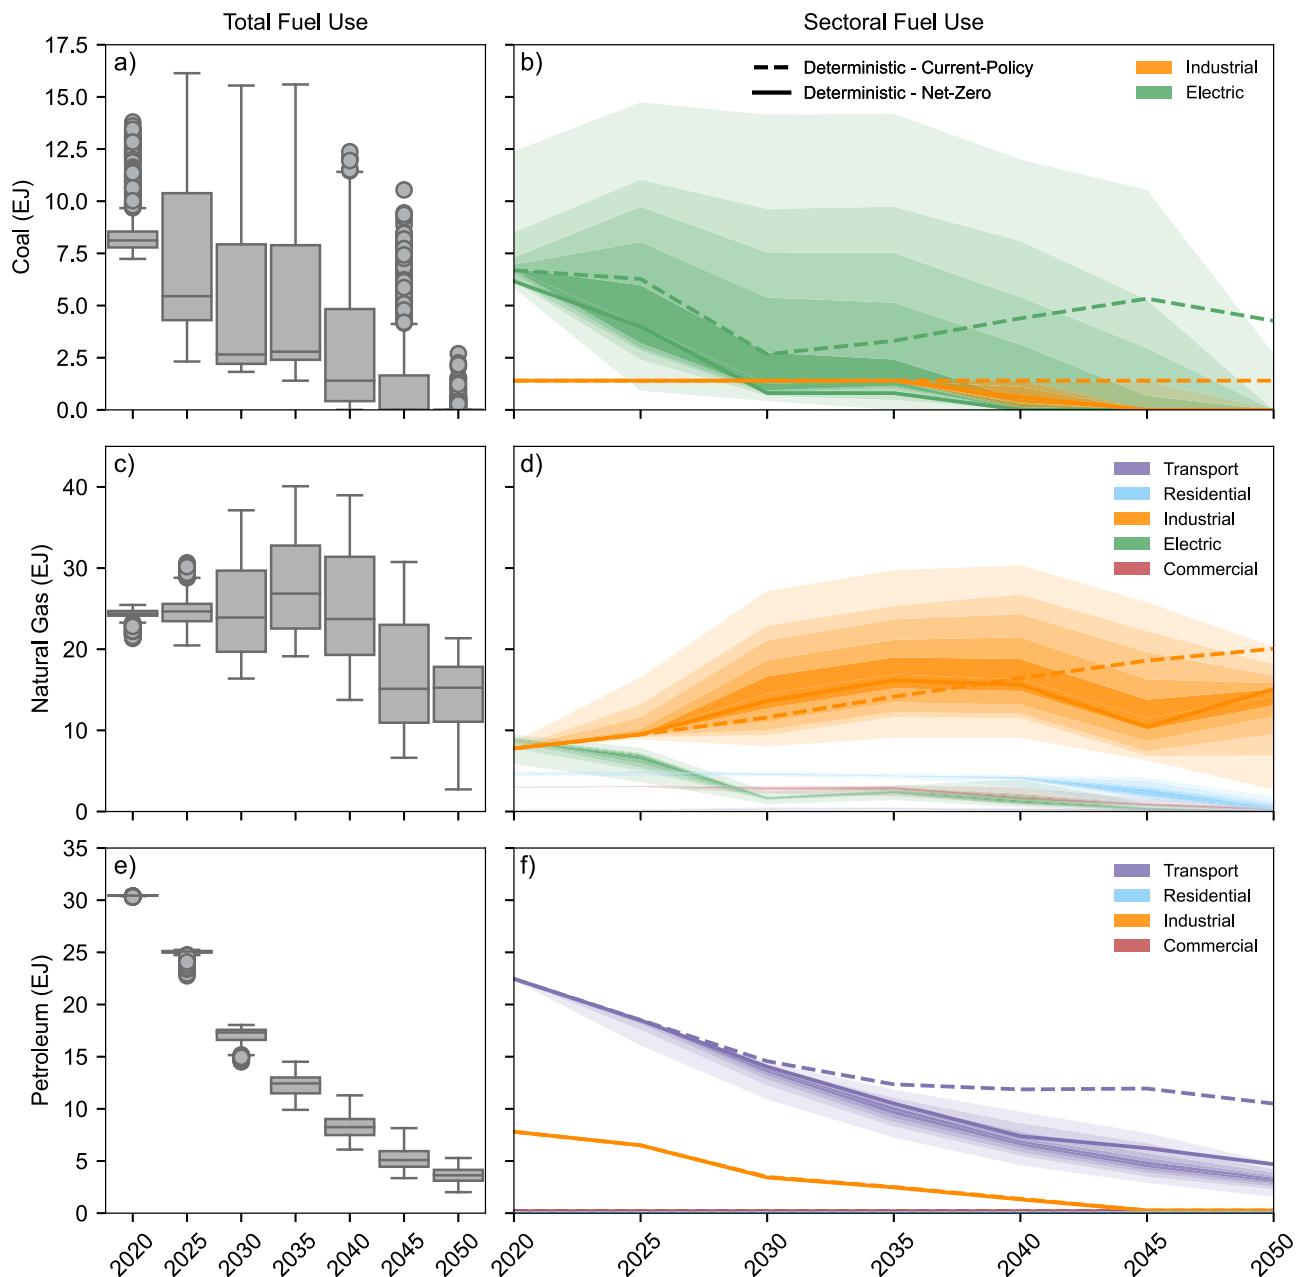 Total Fuel Use
Sectoral Fuel Use
Coal (EJ)
17.5
15.0
12.5
10.0
7.5
5.0
2.5
0.0
a)
b)
Deterministic - Current-Policy
Deterministic - Net-Zero
Industrial
Electric
Natural Gas (EJ)
40
30
20
10
0
c)
d)
Transport
Residential
Industrial
Electric
Commercial
Petroleum (EJ)
35
30
25
20
15
10
5
0
e)
f)
Transport
Residential
Industrial
Commercial
2020
2025
2030
2035
2040
2045
2050
2020
2025
2030
2035
2040
2045
2050